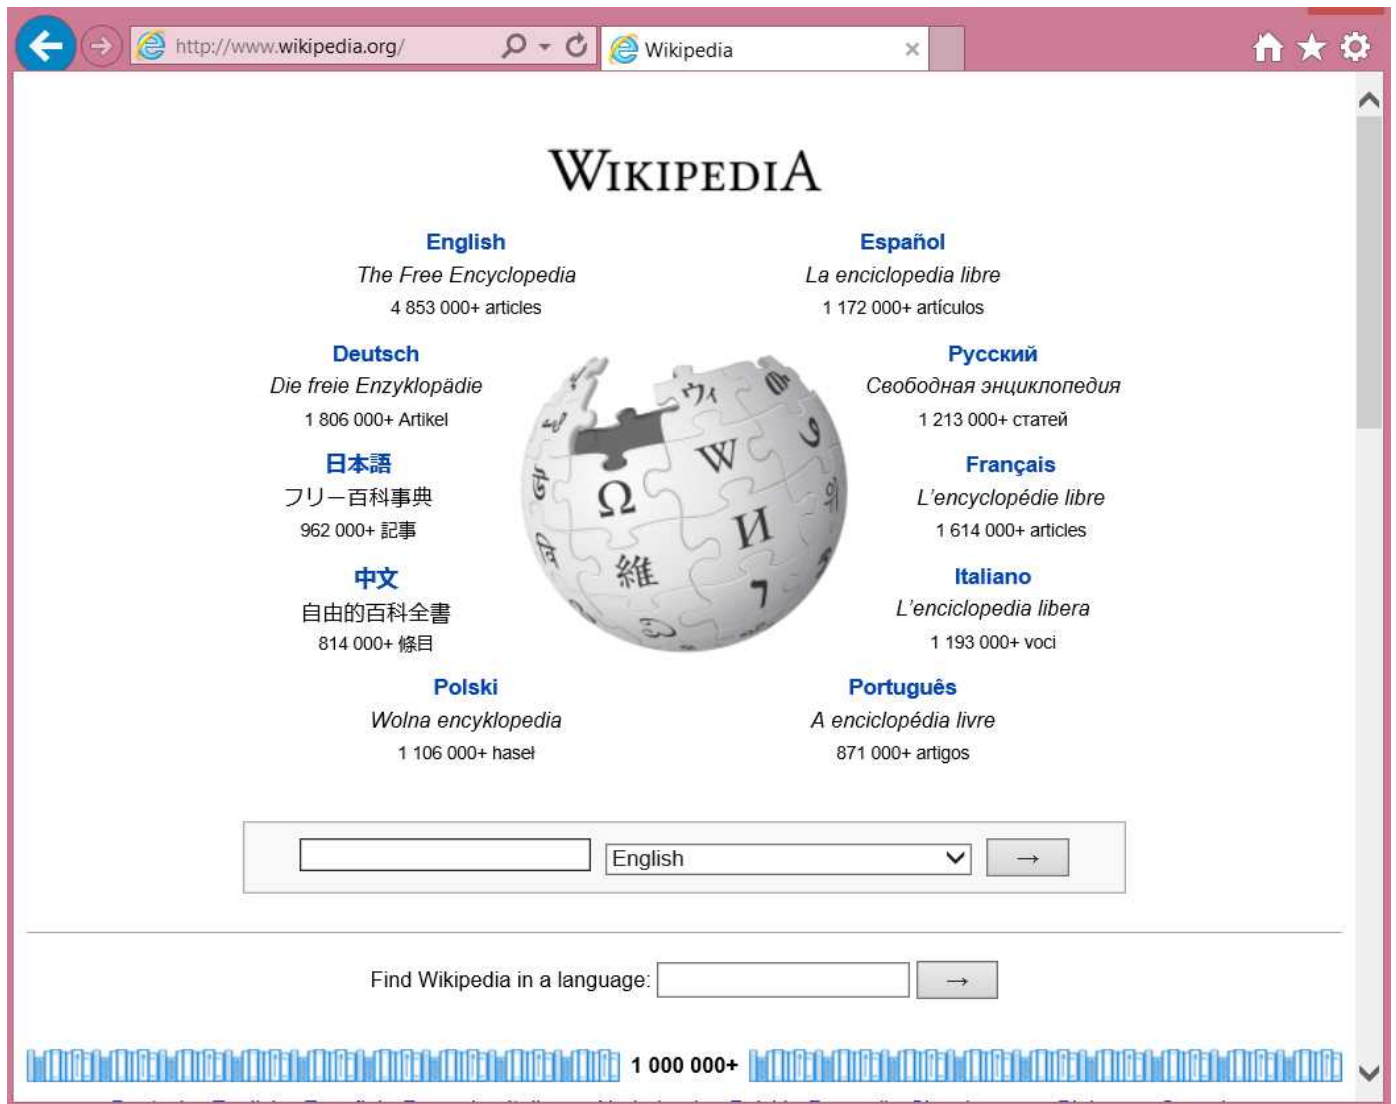 http://www.wikipedia.org/
Wikipedia
WIKIPEDIA
English
The Free Encyclopedia
4 853 000+ articles
Español
La enciclopedia libre
1 172 000+ artículos
Deutsch
Die freie Enzyklopädie
1 806 000+ Artikel
Русский
Свободная энциклопедия
1 213 000+ статей
日本語
フリー百科事典
962 000+ 記事
Français
L'encyclopédie libre
1 614 000+ articles
中文
自由的百科全書
814 000+ 條目
Italiano
L'enciclopedia libera
1 193 000+ voci
Polski
Wolna encyklopedia
1 106 000+ haseł
Português
A enciclopédia livre
871 000+ artigos
ウィ
Ω
W
И
維
English
→
Find Wikipedia in a language:
→
1 000 000+